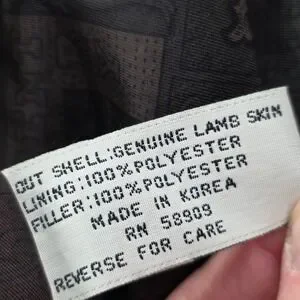 OUT SHELL:GENUINE LAMB SKIN
LINING:100%POLYESTER
FILLER:100%POLYESTER
MADE IN KOREA
RN 58909
REVERSE FOR CARE